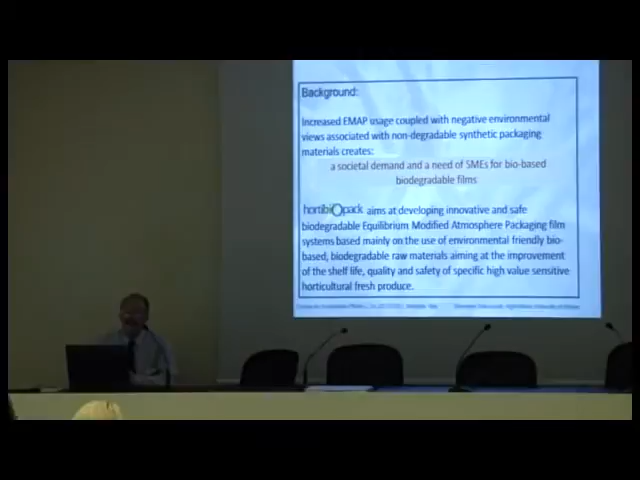 Background:
Increased EMAP usage coupled with negative environmental
views associated with non-degradable synthetic packaging
materials creates:
a societal demand and a need of SMEs for bio-based
biodegradable films
hortibiOpack aims at developing innovative and safe
biodegradable Equilibrium Modified Atmosphere Packaging film
systems based mainly on the use of environmental friendly bio-
based, biodegradable raw materials aiming at the improvement
of the shelf life, quality and safety of specific high value sensitive
horticultural fresh produce.